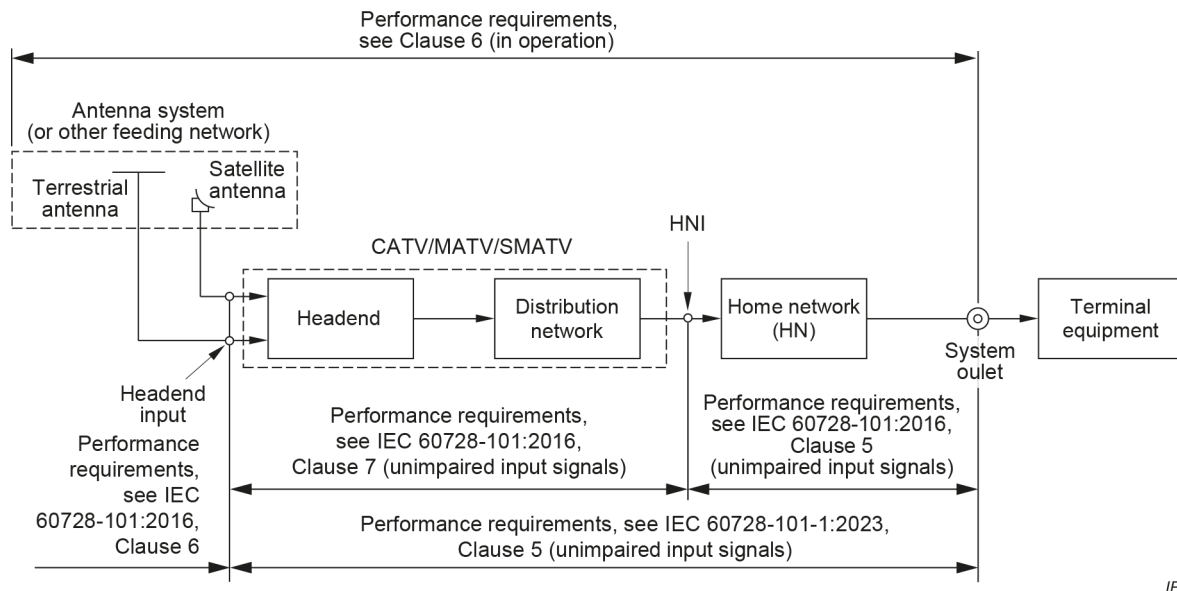 Performance requirements,
see Clause 6 (in operation)
Antenna system
(or other feeding network)
Terrestrial
antenna
Satellite
antenna
HNI
CATV/MATV/SMATV
Headend
Distribution
network
Home network
(HN)
Terminal
equipment
System
oulet
Headend
input
Performance
requirements,
see IEC
60728-101:2016,
Clause 6
Performance requirements,
see IEC 60728-101:2016,
Clause 7 (unimpaired input signals)
Performance requirements,
see IEC 60728-101:2016,
Clause 5
(unimpaired input signals)
Performance requirements, see IEC 60728-101-1:2023,
Clause 5 (unimpaired input signals)